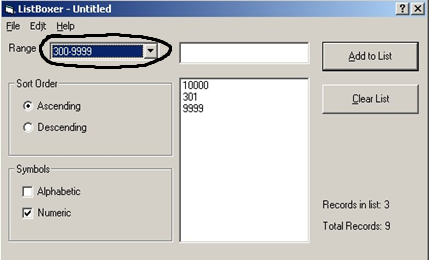 ListBoxer - Untitled
File Edit Help
Range 300-9999
Add to List
Sort Order
Ascending
Descending
10000
301
9999
Clear List
Symbols
Alphabetic
Numeric
Records in list: 3
Total Records: 9